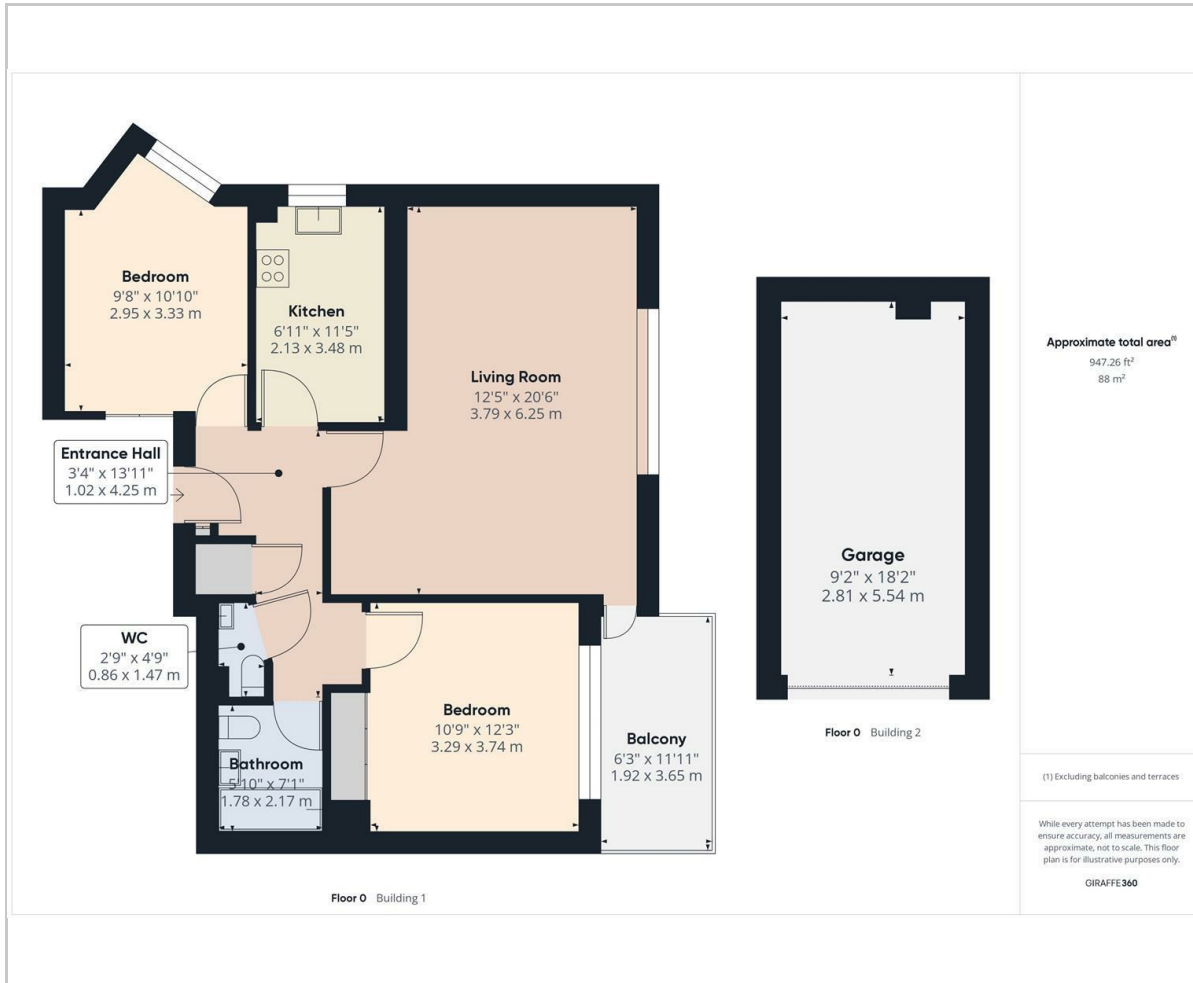 Bedroom
9'8" x 10'10"
2.95 x 3.33 m
Kitchen
6'11" x 11'5"
2.13 x 3.48 m
Living Room
12'5" x 20'6"
3.79 x 6.25 m
Entrance Hall
3'4" x 13'11"
1.02 x 4.25 m
WC
2'9" x 4'9"
0.86 x 1.47 m
Bathroom
5'10" x 7'1"
1.78 x 2.17 m
Bedroom
10'9" x 12'3"
3.29 x 3.74 m
Balcony
6'3" x 11'11"
1.92 x 3.65 m
Floor 0 Building 1
Garage
9'2" x 18'2"
2.81 x 5.54 m
Floor 0 Building 2
Approximate total area⁽¹⁾
947.26 ft²
88 m²
(1) Excluding balconies and terraces
While every attempt has been made to
ensure accuracy, all measurements are
approximate, not to scale. This floor
plan is for illustrative purposes only.
GIRAFFE360